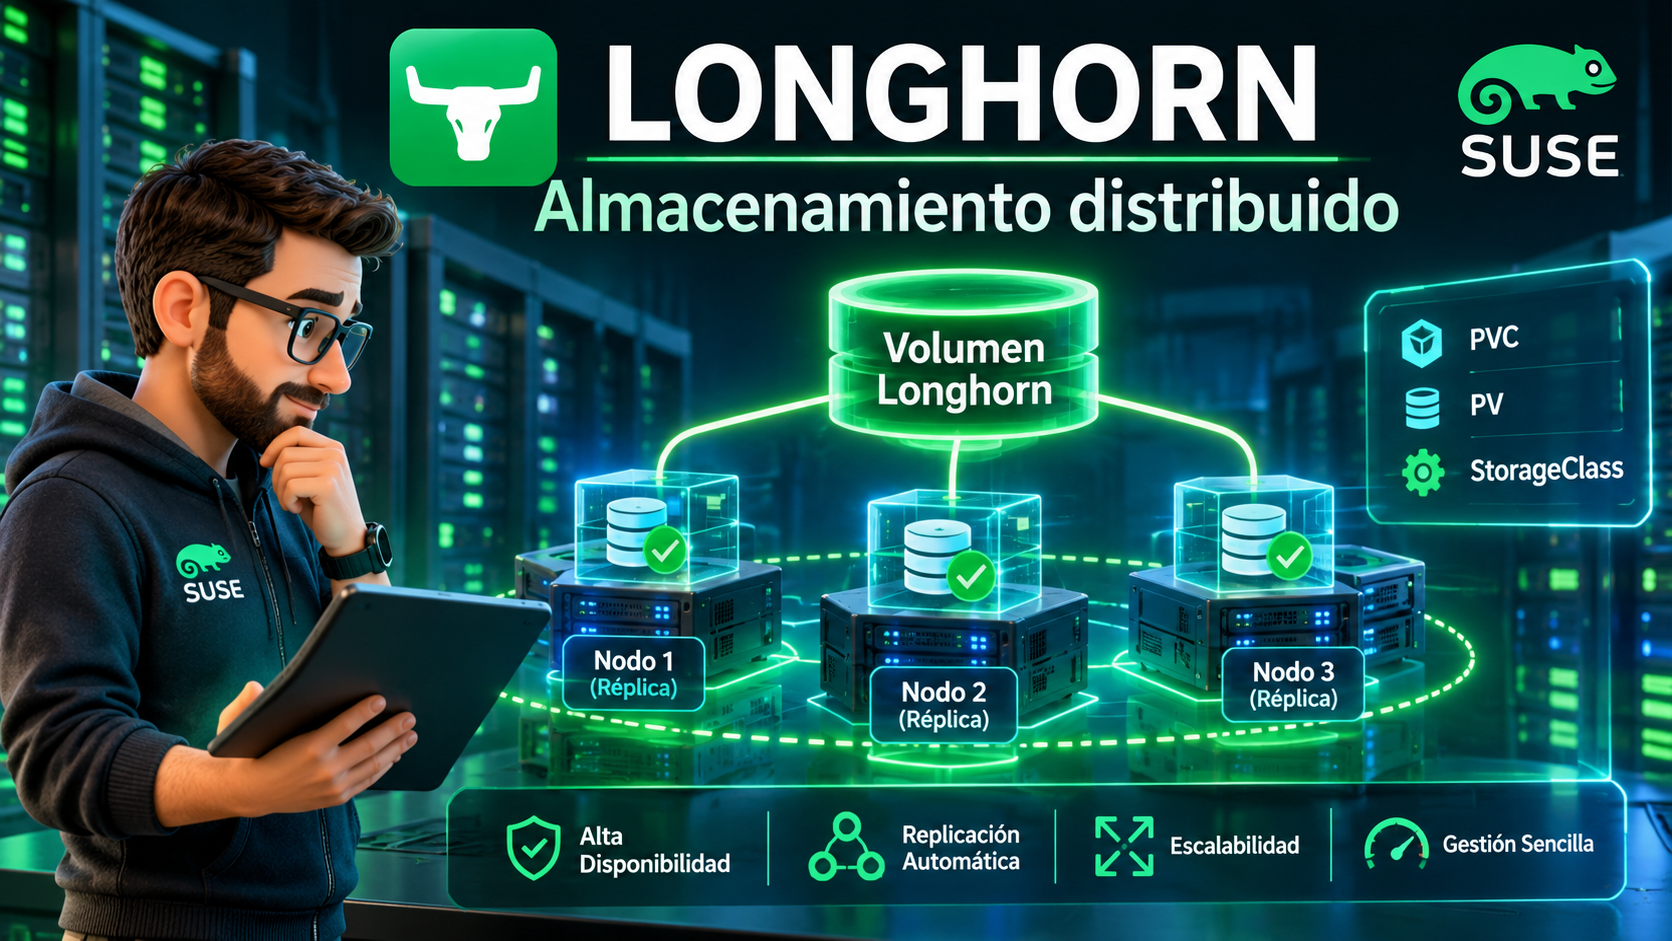 LONGHORN
Almacenamiento distribuido
SUSE
Volumen
Longhorn
PVC
PV
StorageClass
SUSE
Nodo 1
(Réplica)
Nodo 2
(Réplica)
Nodo 3
(Réplica)
Alta
Disponibilidad
Replicación
Automática
Escalabilidad
Gestión Sencilla